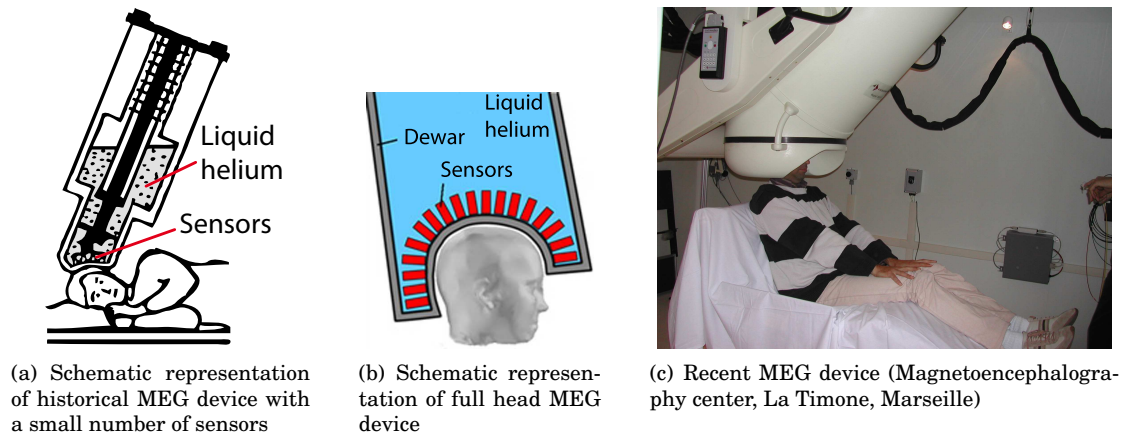 Liquid
helium
Sensors
Liquid
helium
Dewar
Sensors
(a) Schematic representation
of historical MEG device with
a small number of sensors
(b) Schematic represen-
tation of full head MEG
device
(c) Recent MEG device (Magnetoencephalogra-
phy center, La Timone, Marseille)